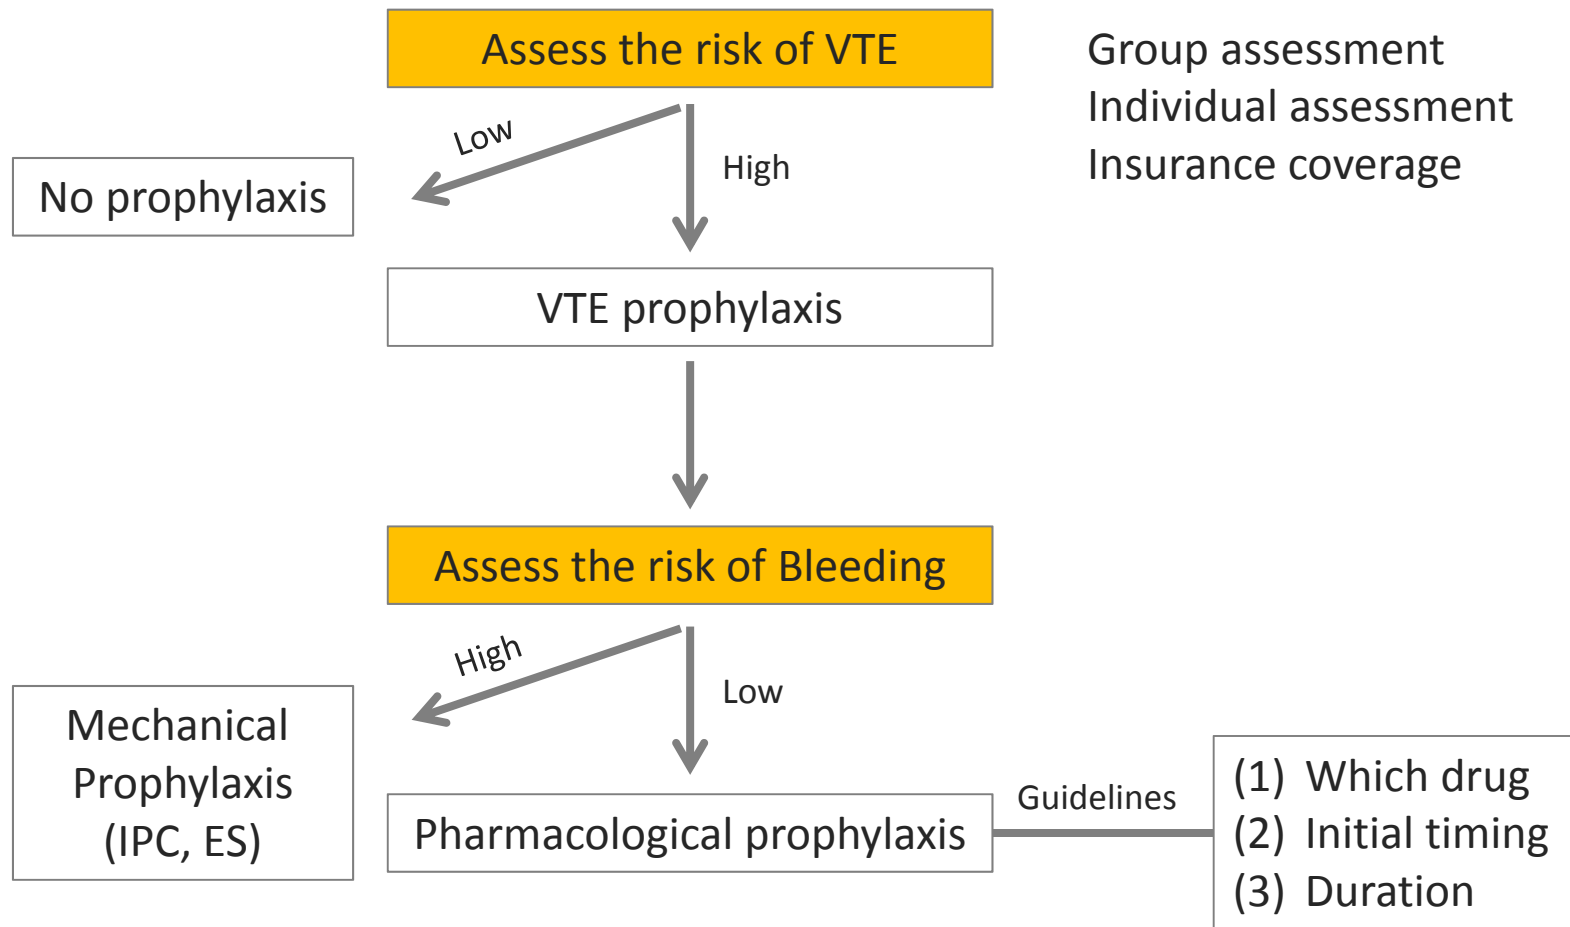 Assess the risk of VTE
Group assessment
Individual assessment
Insurance coverage
Low
High
No prophylaxis
VTE prophylaxis
Assess the risk of Bleeding
High
Low
Mechanical
Prophylaxis
(IPC, ES)
Pharmacological prophylaxis
Guidelines
(1) Which drug
(2) Initial timing
(3) Duration